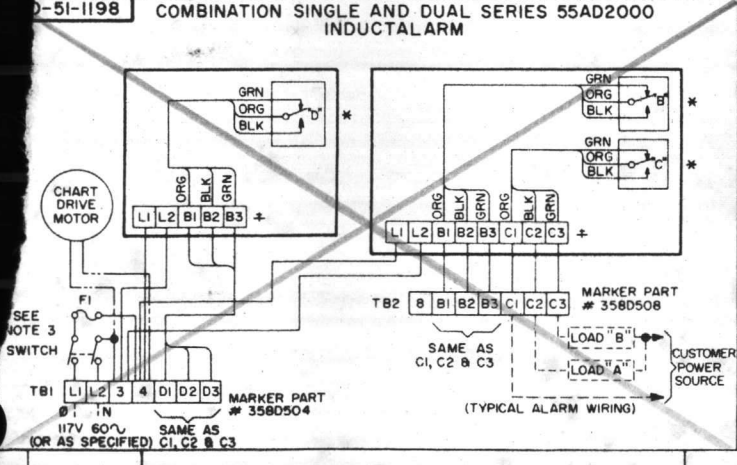 -51-1198
COMBINATION SINGLE AND DUAL SERIES 55AD2000
INDUCTALARM
GRN
ORG
BLK
"D"
*
GRN
ORG
BLK
"B"
*
GRN
ORG
BLK
"C"
*
CHART
DRIVE
MOTOR
ORG
BLK
GRN
L1 L2 B1 B2 B3
ORG
BLK
GRN
ORG
BLK
GRN
L1 L2 B1 B2 B3 C1 C2 C3
F1
SEE
NOTE 3
SWITCH
TB2 8 B1 B2 B3 C1 C2 C3
MARKER PART
# 358D508
SAME AS
C1, C2 & C3
LOAD "B"
LOAD "A"
CUSTOMER
POWER
SOURCE
(TYPICAL ALARM WIRING)
TB1 L1 L2 3 4 D1 D2 D3
MARKER PART
# 358D504
Ø N
117V 60∿
(OR AS SPECIFIED)
SAME AS
C1, C2 & C3